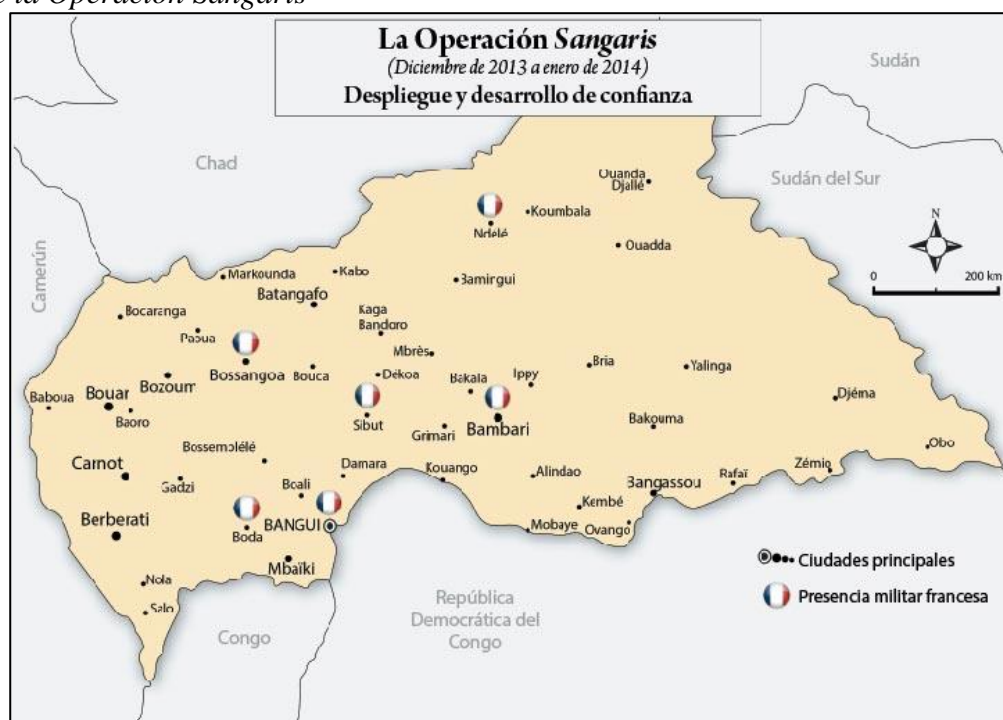 la Operación Sangaris
La Operación Sangaris
(Diciembre de 2013 a enero de 2014)
Despliegue y desarrollo de confianza
Sudán
Chad
Sudán del Sur
Camerún
Ouanda
Djallé
Koumbala
Ndelé
Ouadda
N
0 200 km
Markounda
Kabo
Bamingui
Batangafo
Bocaranga
Kaga
Bandoro
Paoua
Mbrès
Bossangoa
Bouca
Dékoa
Bria
Yalinga
Bozoum
Bakala
Ippy
Baboua
Bouar
Baoro
Sibut
Grimari
Bambari
Bakouma
Djéma
Bossemplélé
Carnot
Gadzi
Damara
Kouango
Alindao
Bangassou
Rafaï
Zémio
Obo
Boali
Berberati
Boda
BANGUI
Kembé
Mobaye
Ovango
Mbaïki
Nola
Salo
Ciudades principales
Presencia militar francesa
República
Democrática del
Congo
Congo